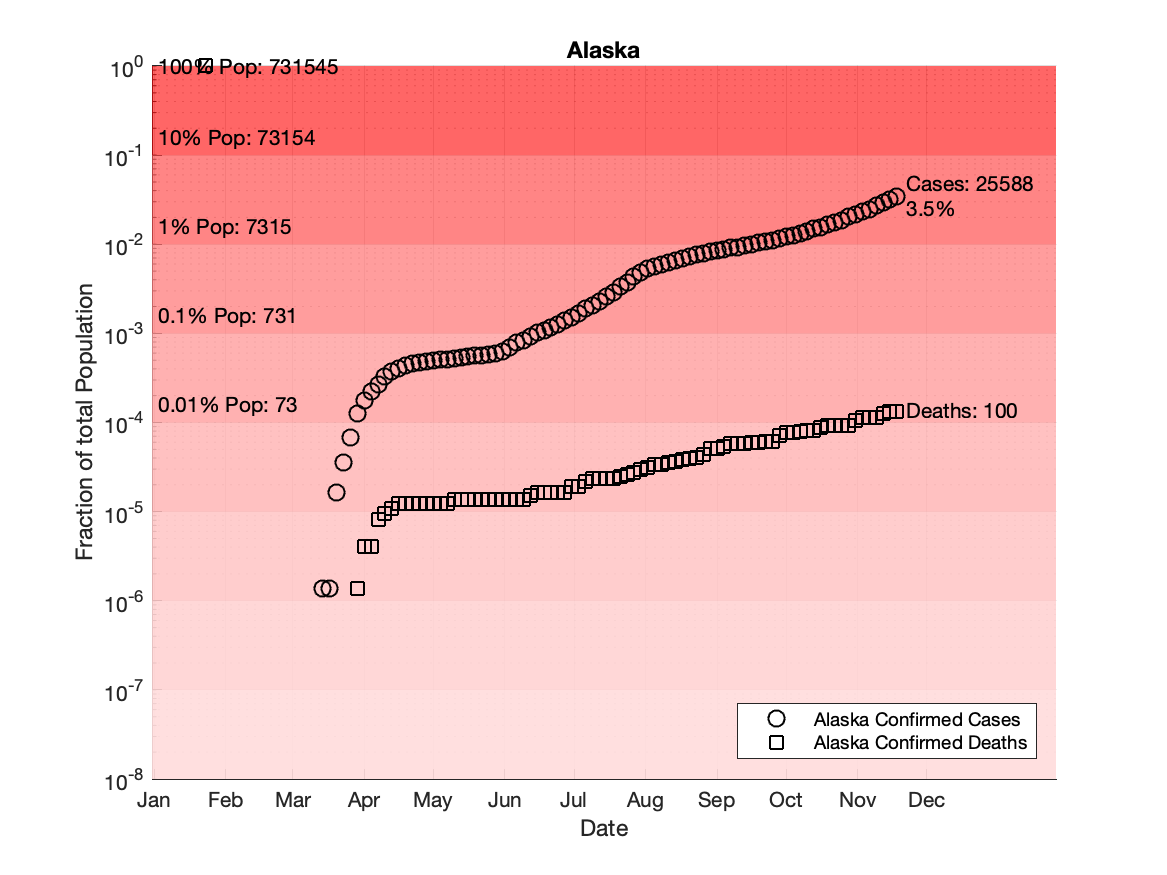 Alaska
10^0
100% Pop: 731545
10% Pop: 73154
10^-1
1% Pop: 7315
10^-2
0.1% Pop: 731
10^-3
0.01% Pop: 73
10^-4
10^-5
10^-6
10^-7
10^-8
Fraction of total Population
Cases: 25588
3.5%
Deaths: 100
Alaska Confirmed Cases
Alaska Confirmed Deaths
Jan Feb Mar Apr May Jun Jul Aug Sep Oct Nov Dec
Date